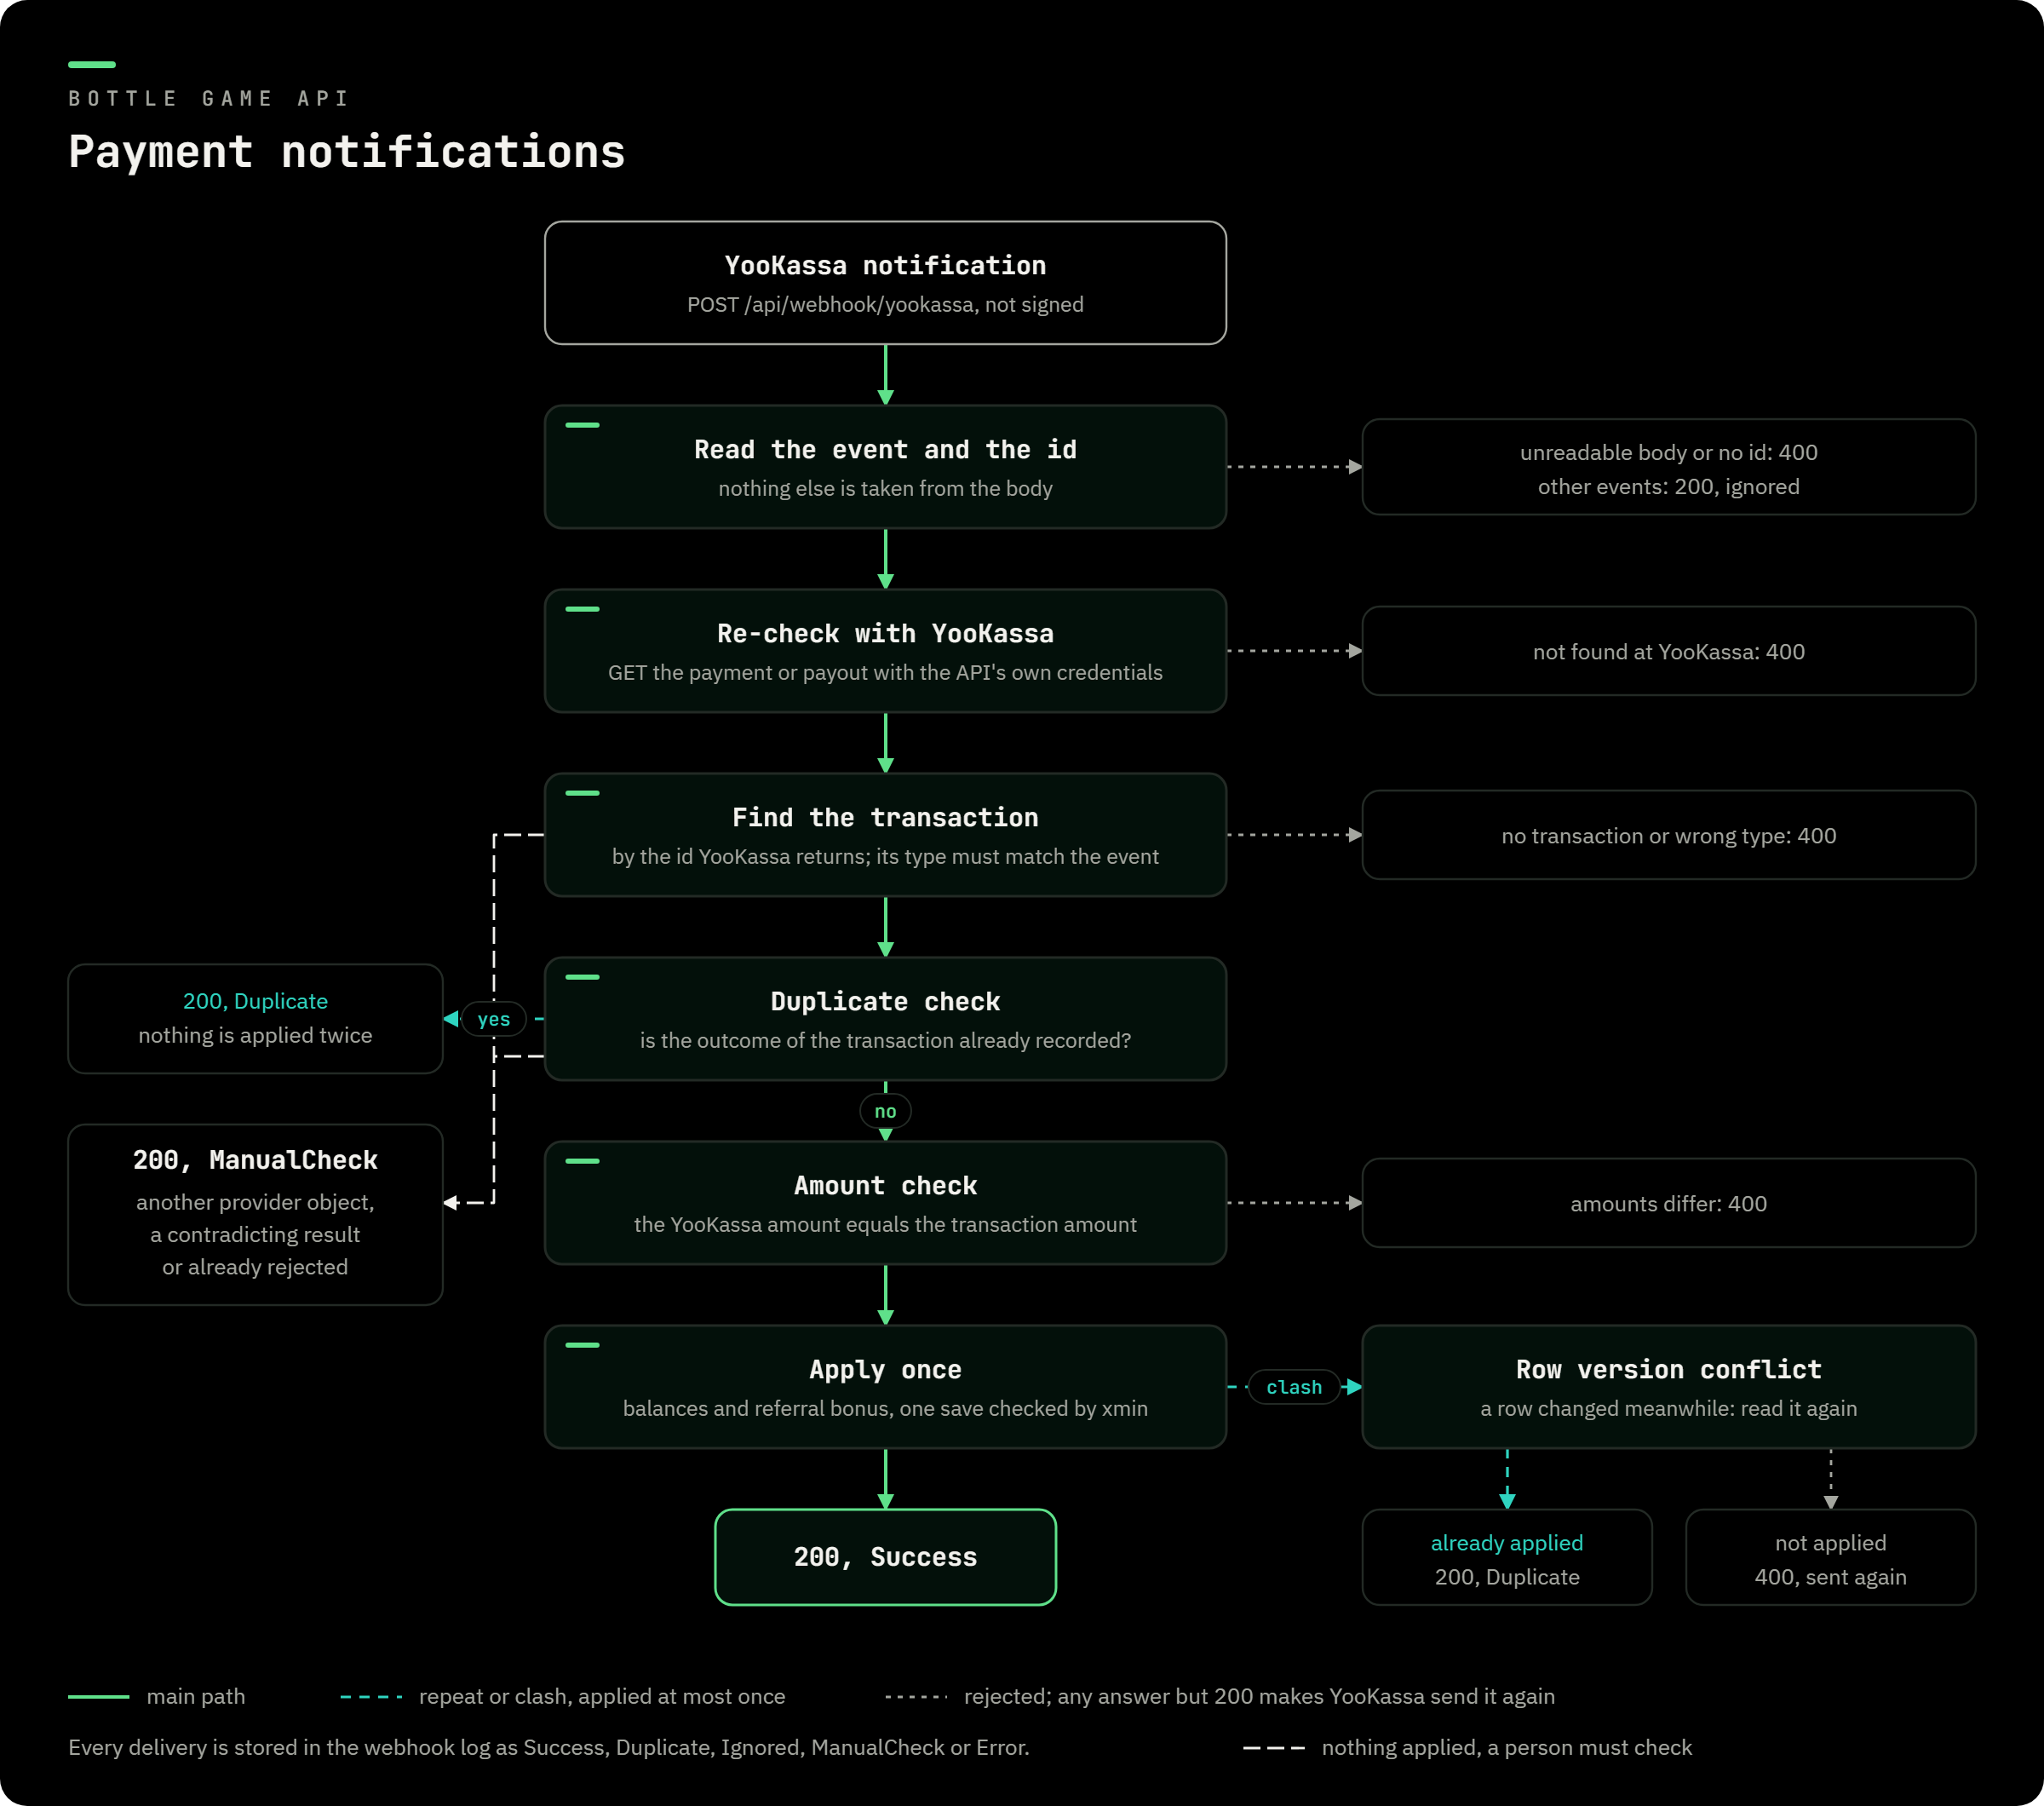 BOTTLE GAME API
Payment notifications
YooKassa notification
POST /api/webhook/yookassa, not signed
Read the event and the id
nothing else is taken from the body
unreadable body or no id: 400
other events: 200, ignored
Re-check with YooKassa
GET the payment or payout with the API's own credentials
not found at YooKassa: 400
Find the transaction
by the id YooKassa returns; its type must match the event
no transaction or wrong type: 400
200, Duplicate
nothing is applied twice
yes
Duplicate check
is the outcome of the transaction already recorded?
no
200, ManualCheck
another provider object,
a contradicting result
or already rejected
Amount check
the YooKassa amount equals the transaction amount
amounts differ: 400
Apply once
balances and referral bonus, one save checked by xmin
clash
Row version conflict
a row changed meanwhile: read it again
200, Success
already applied
200, Duplicate
not applied
400, sent again
main path
repeat or clash, applied at most once
rejected; any answer but 200 makes YooKassa send it again
Every delivery is stored in the webhook log as Success, Duplicate, Ignored, ManualCheck or Error.
nothing applied, a person must check